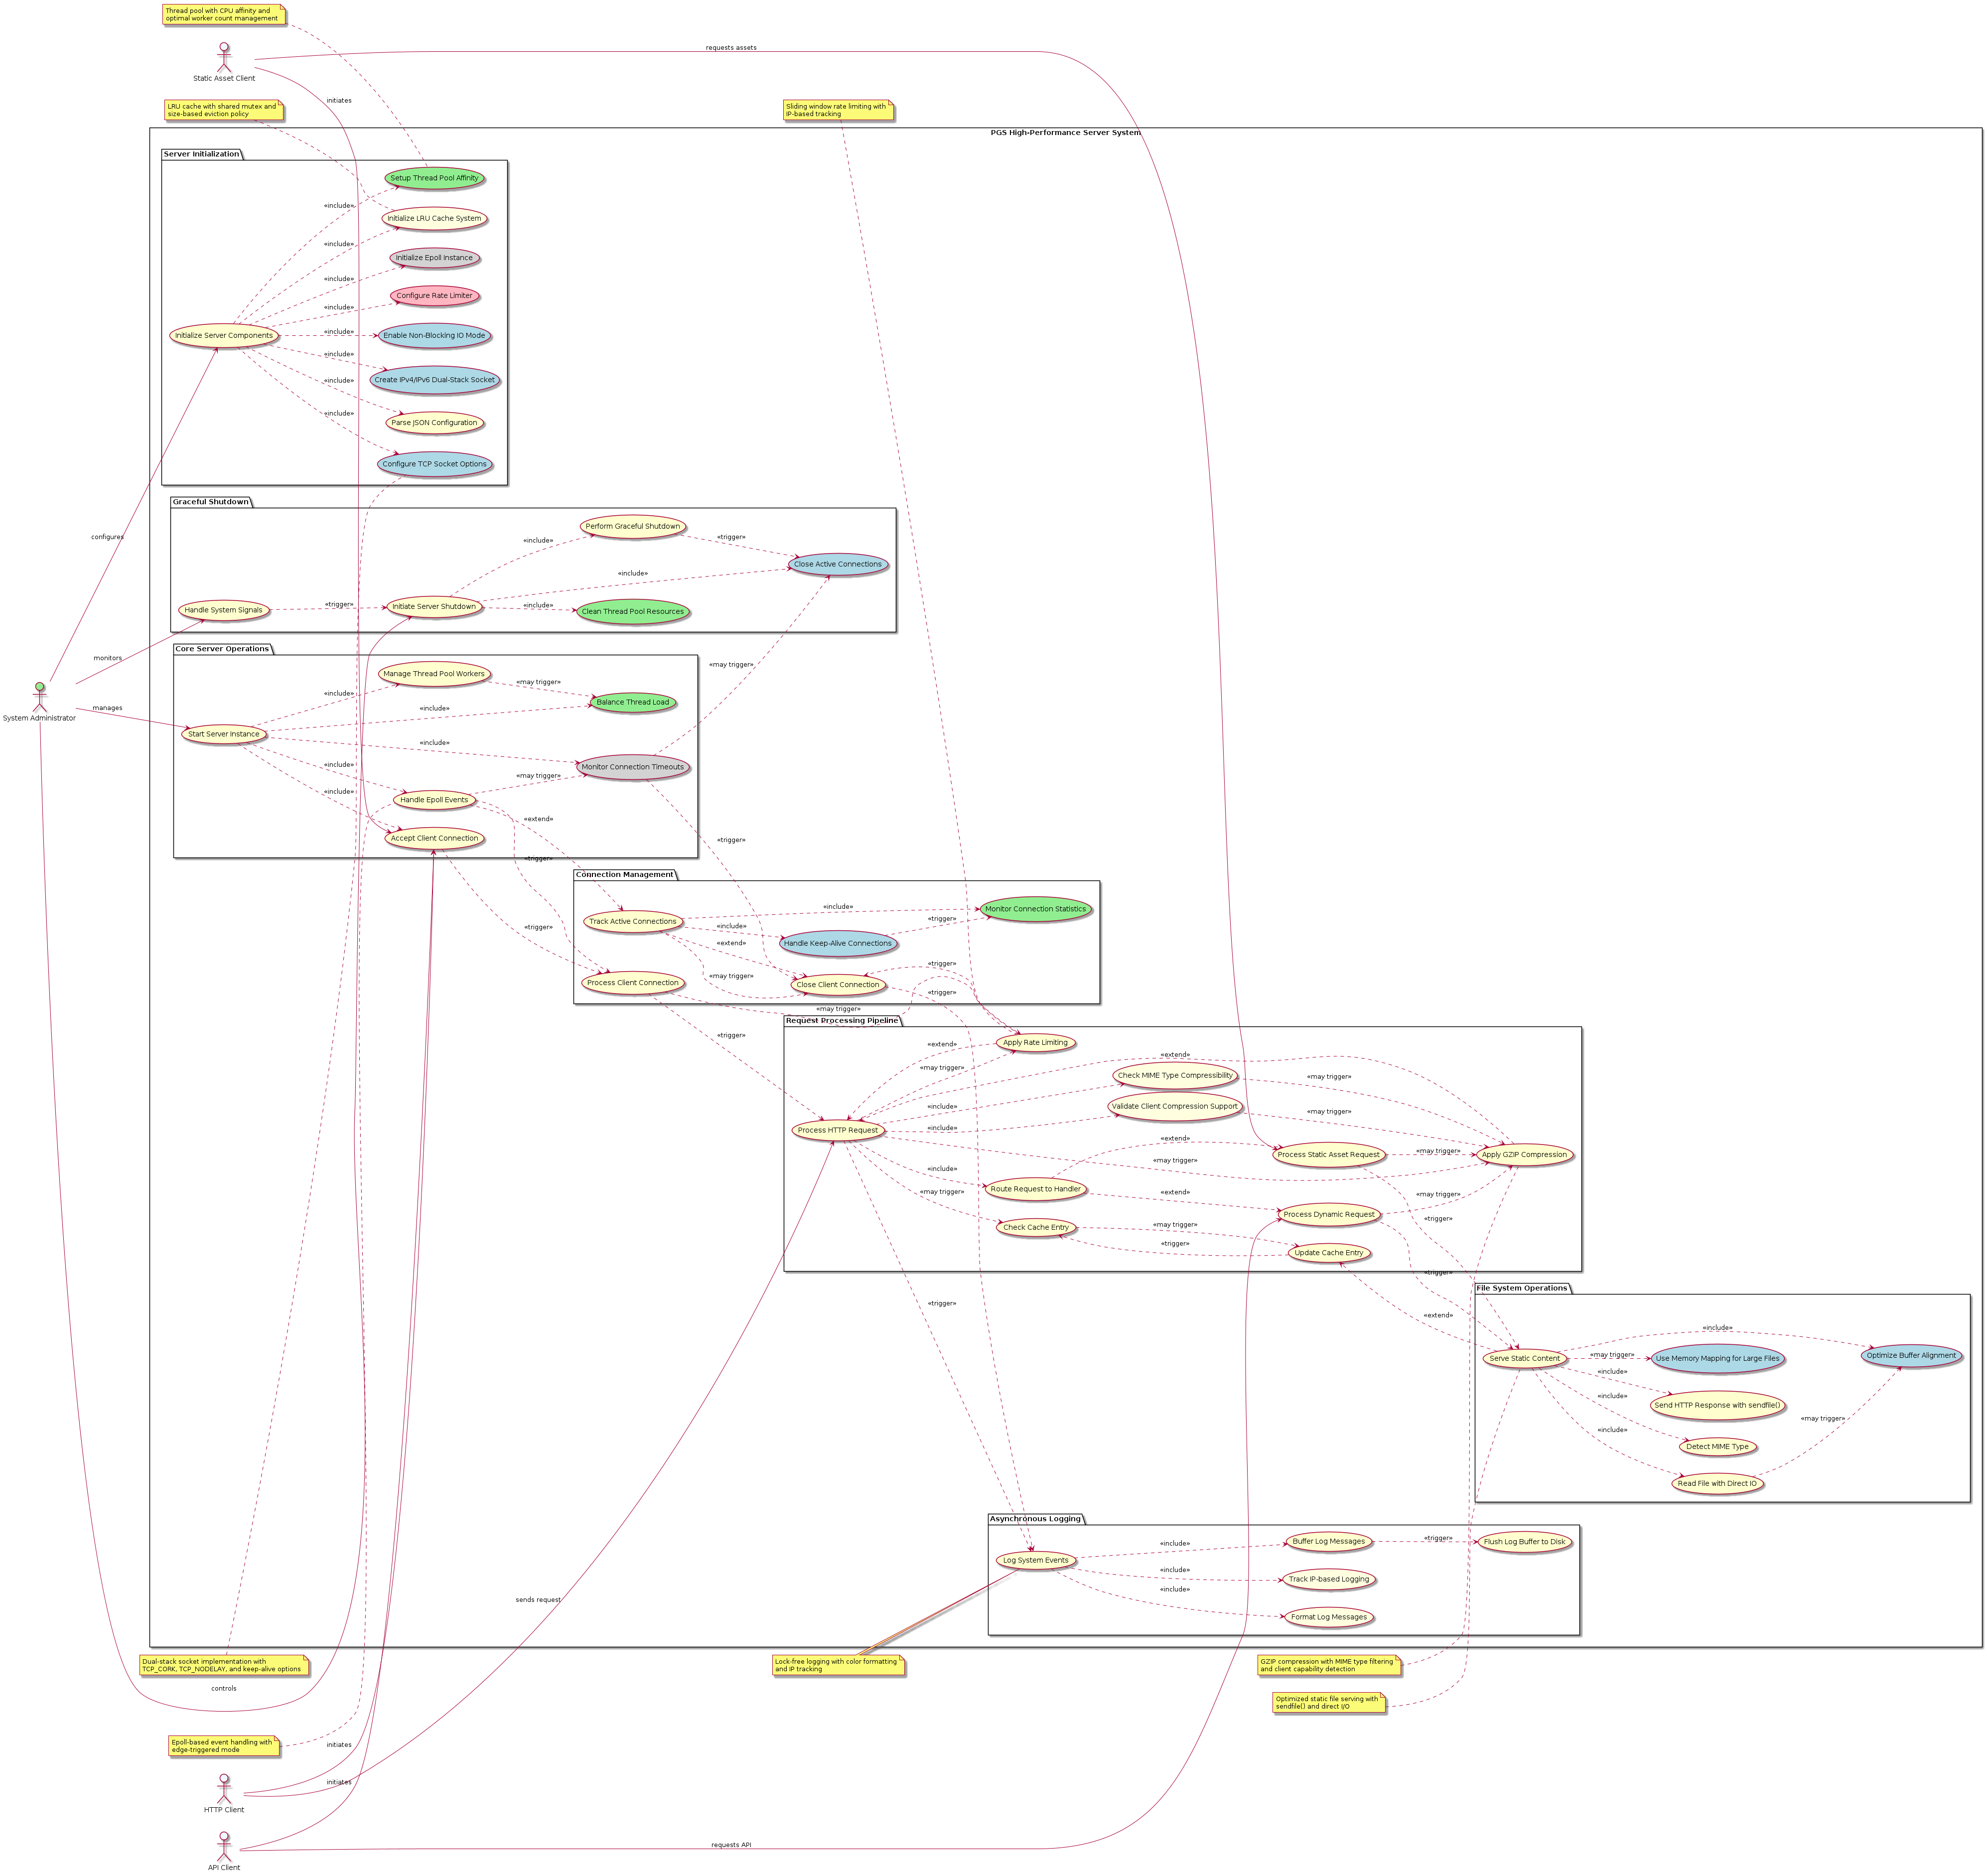 Thread pool with CPU affinity and
optimal worker count management
Static Asset Client
requests assets
initiates
LRU cache with shared mutex and
size-based eviction policy
Sliding window rate limiting with
IP-based tracking
PGS High-Performance Server System
Server Initialization
Setup Thread Pool Affinity
«include»
Initialize LRU Cache System
«include»
Initialize Epoll Instance
«include»
Configure Rate Limiter
«include»
Initialize Server Components
«include»
Enable Non-Blocking IO Mode
«include»
Create IPv4/IPv6 Dual-Stack Socket
«include»
Parse JSON Configuration
«include»
Configure TCP Socket Options
Graceful Shutdown
configures
Perform Graceful Shutdown
«include»
«trigger»
Close Active Connections
«include»
Handle System Signals
«trigger»
Initiate Server Shutdown
«include»
Clean Thread Pool Resources
Core Server Operations
monitors
«may trigger»
Manage Thread Pool Workers
«may trigger»
«include»
Balance Thread Load
«include»
System Administrator
manages
Start Server Instance
«include»
Monitor Connection Timeouts
«include»
«may trigger»
«include»
Handle Epoll Events
«extend»
Accept Client Connection
«trigger»
«trigger»
Connection Management
«include»
Monitor Connection Statistics
Track Active Connections
«include»
«trigger»
«trigger»
Handle Keep-Alive Connections
«extend»
«trigger»
Process Client Connection
«may trigger»
Close Client Connection
«trigger»
«may trigger»
Request Processing Pipeline
«trigger»
«extend»
Apply Rate Limiting
«extend»
«may trigger»
Check MIME Type Compressibility
«may trigger»
«include»
Validate Client Compression Support
«may trigger»
«include»
Process HTTP Request
«extend»
Process Static Asset Request
«may trigger»
Apply GZIP Compression
«may trigger»
«include»
Route Request to Handler
«extend»
«may trigger»
«may trigger»
Process Dynamic Request
«trigger»
Check Cache Entry
«may trigger»
«trigger»
Update Cache Entry
«trigger»
File System Operations
«trigger»
«extend»
«include»
Serve Static Content
«may trigger»
Use Memory Mapping for Large Files
Optimize Buffer Alignment
«include»
Send HTTP Response with sendfile()
«include»
«may trigger»
«include»
Detect MIME Type
Read File with Direct IO
Asynchronous Logging
«include»
Buffer Log Messages
«trigger»
Flush Log Buffer to Disk
Log System Events
«include»
Track IP-based Logging
«include»
Format Log Messages
sends request
Dual-stack socket implementation with
TCP_CORK, TCP_NODELAY, and keep-alive options
Lock-free logging with color formatting
and IP tracking
GZIP compression with MIME type filtering
and client capability detection
controls
Optimized static file serving with
sendfile() and direct I/O
Epoll-based event handling with
edge-triggered mode
initiates
HTTP Client
initiates
requests API
API Client